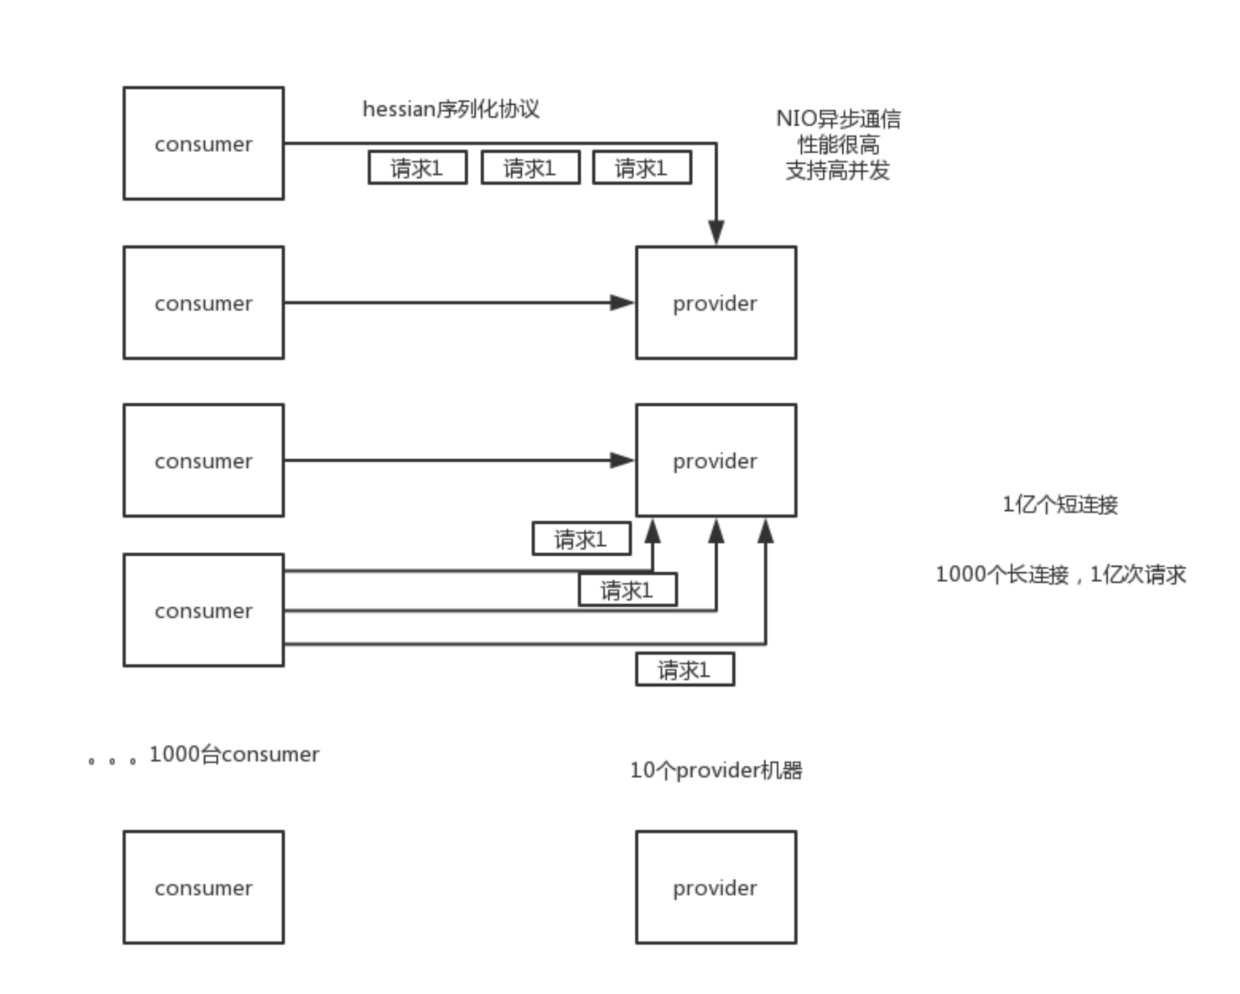 consumer
hessian序列化协议
NIO异步通信
性能很高
支持高并发
请求1
请求1
请求1
consumer
provider
consumer
provider
1亿个短连接
请求1
1000个长连接，1亿次请求
请求1
consumer
请求1
。。。1000台consumer
10个provider机器
consumer
provider